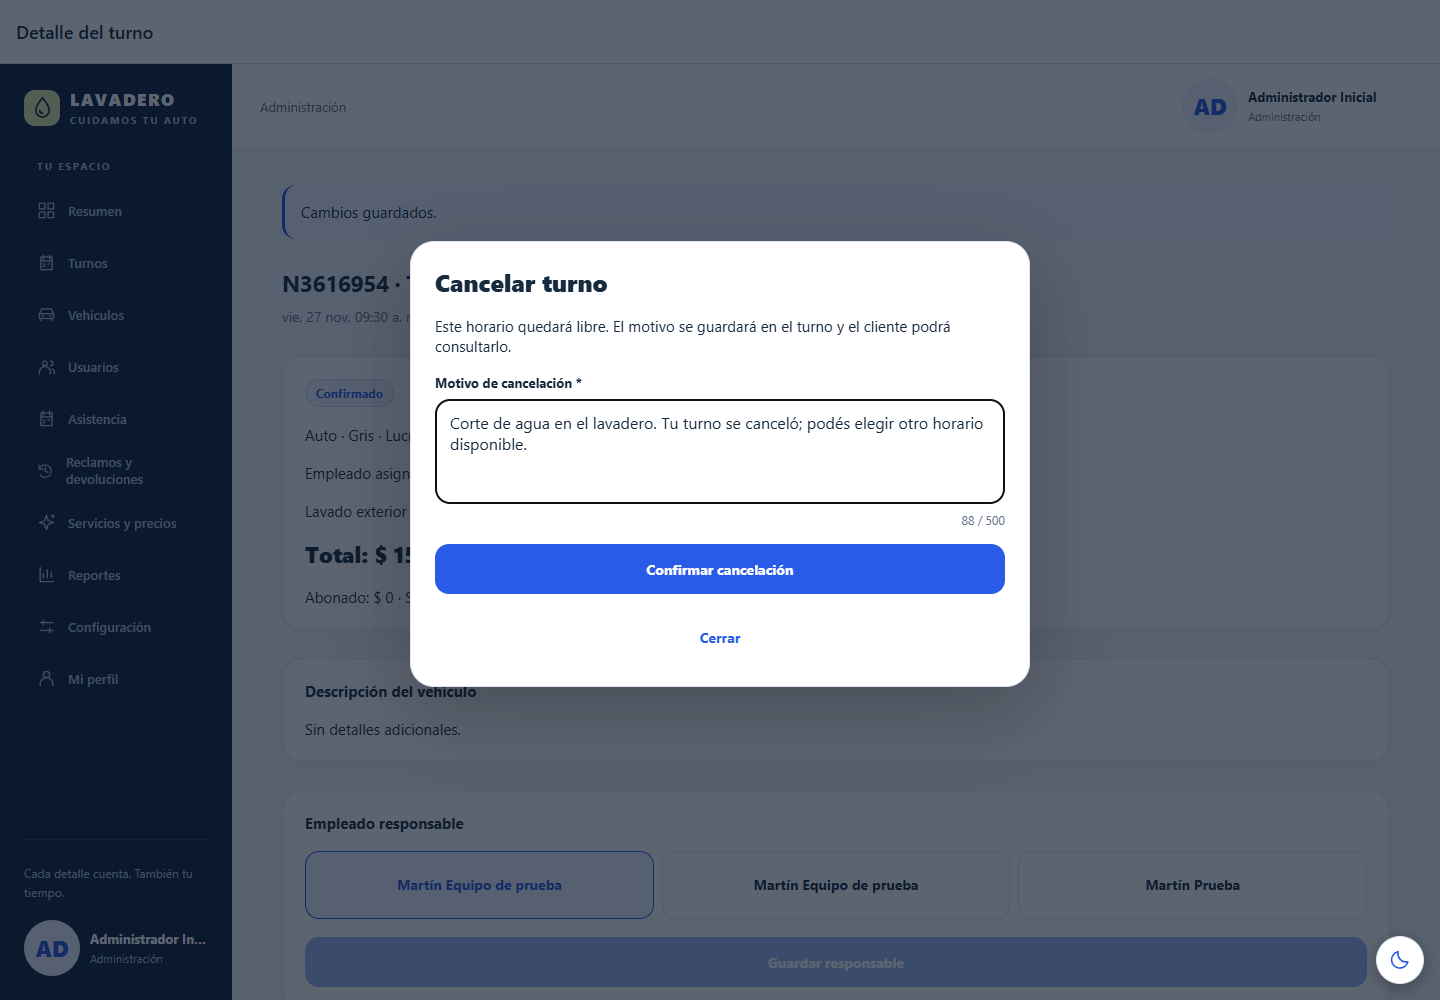 Detalle del turno
LAVADERO
CUIDAMOS TU AUTO
TU ESPACIO
Resumen
Turnos
Vehículos
Usuarios
Asistencia
Reclamos y
devoluciones
Servicios y precios
Reportes
Configuración
Mi perfil
Cada detalle cuenta. También tu
tiempo.
AD
Administrador In...
Administración
Administración
AD
Administrador Inicial
Administración
Cambios guardados.
N3616954 ·
vie, 27 nov, 09:30 a.
Confirmado
Auto · Gris ·
Empleado
Lavado exterior
Total: $
Abonado: $ 0 ·
Cancelar turno
Este horario quedará libre. El motivo se guardará en el turno y el cliente podrá
consultarlo.
Motivo de cancelación *
Corte de agua en el lavadero. Tu turno se canceló; podés elegir otro horario
disponible.
88 / 500
Confirmar cancelación
Cerrar
Descripción del vehículo
Sin detalles adicionales.
Empleado responsable
Martín Equipo de prueba
Martín Equipo de prueba
Martín Prueba
Guardar responsable